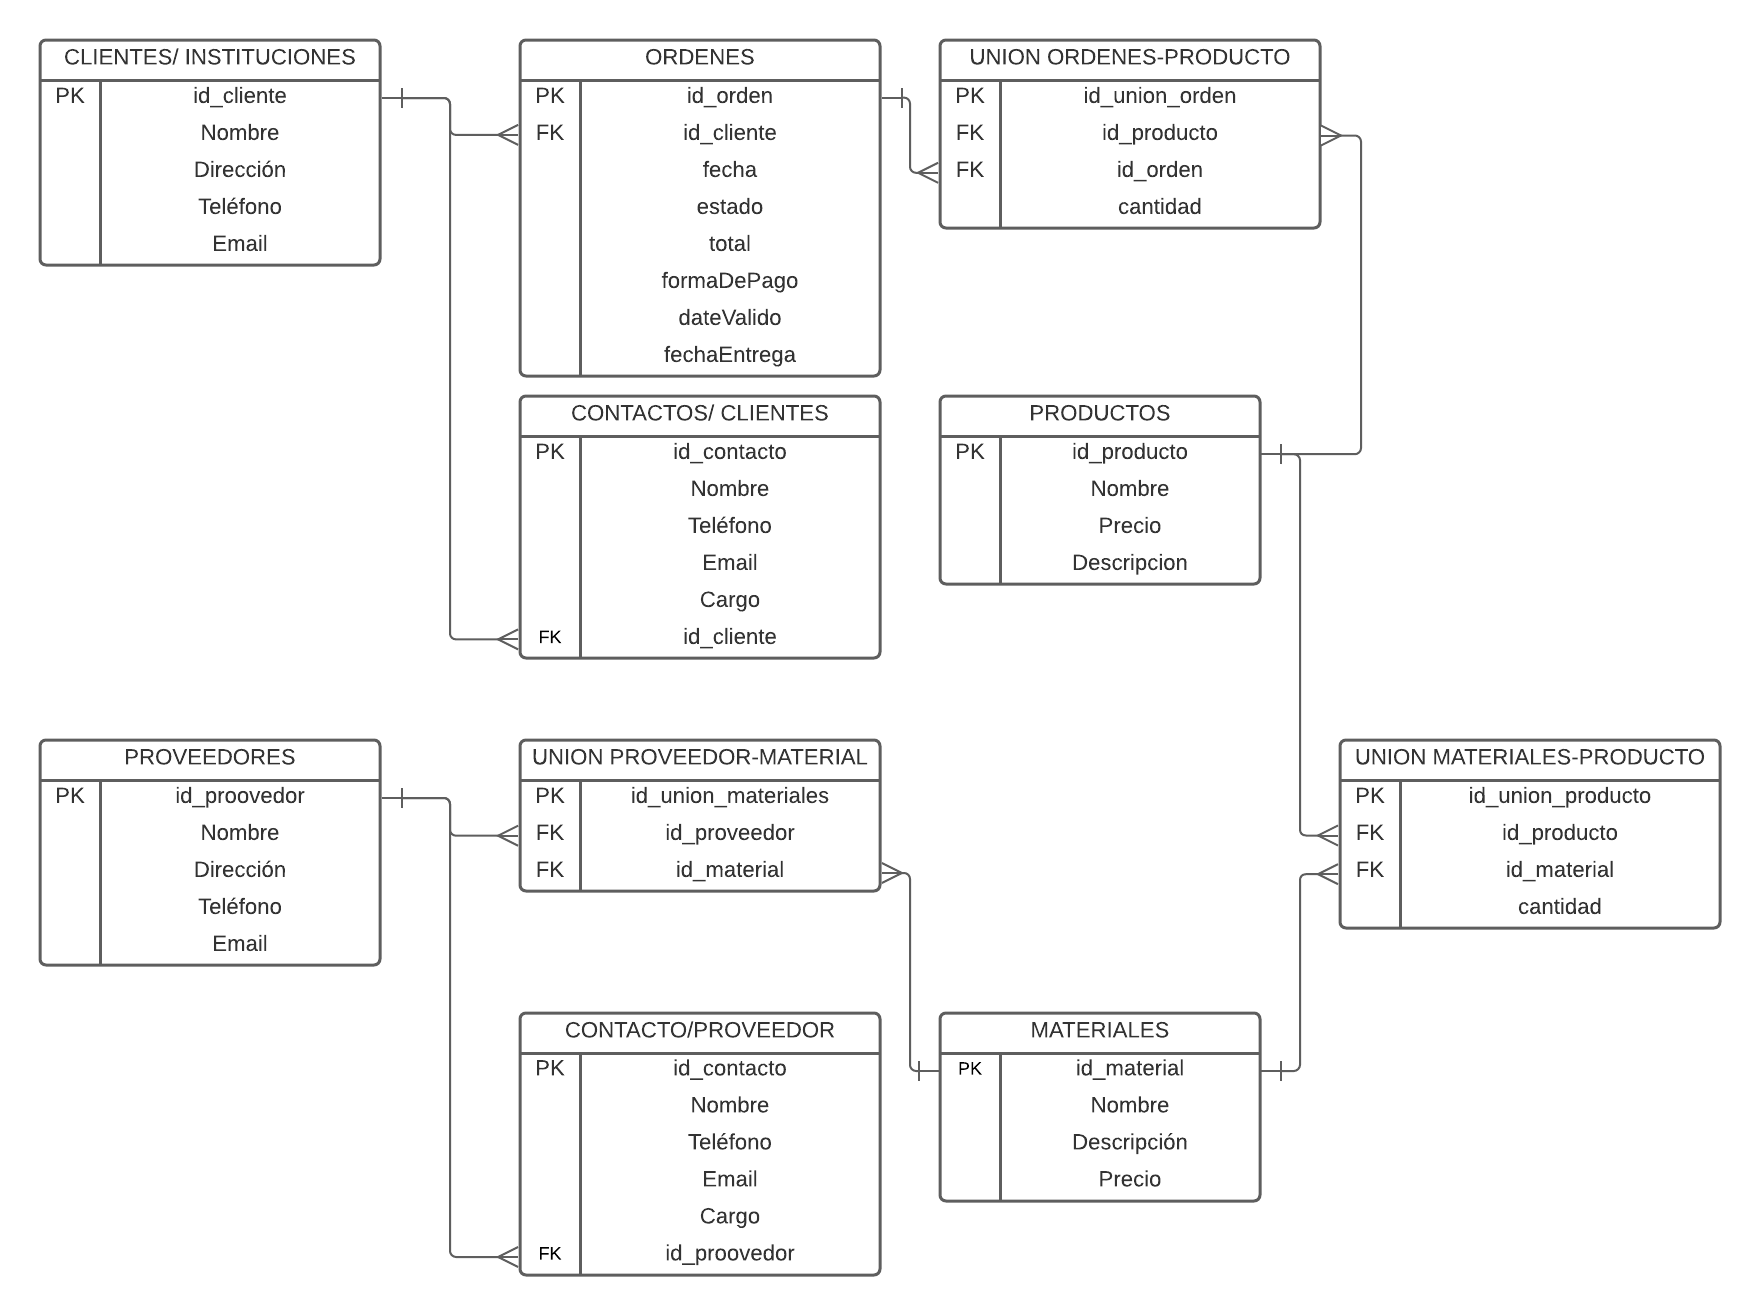 CLIENTES/ INSTITUCIONES
PK id_cliente
Nombre
Dirección
Teléfono
Email
ORDENES
PK id_orden
FK id_cliente
fecha
estado
total
formaDePago
dateValido
fechaEntrega
UNION ORDENES-PRODUCTO
PK id_union_orden
FK id_producto
FK id_orden
cantidad
CONTACTOS/ CLIENTES
PK id_contacto
Nombre
Teléfono
Email
Cargo
FK id_cliente
PRODUCTOS
PK id_producto
Nombre
Precio
Descripcion
PROVEEDORES
PK id_proovedor
Nombre
Dirección
Teléfono
Email
UNION PROVEEDOR-MATERIAL
PK id_union_materiales
FK id_proveedor
FK id_material
UNION MATERIALES-PRODUCTO
PK id_union_producto
FK id_producto
FK id_material
cantidad
CONTACTO/PROVEEDOR
PK id_contacto
Nombre
Teléfono
Email
Cargo
FK id_proovedor
MATERIALES
PK id_material
Nombre
Descripción
Precio